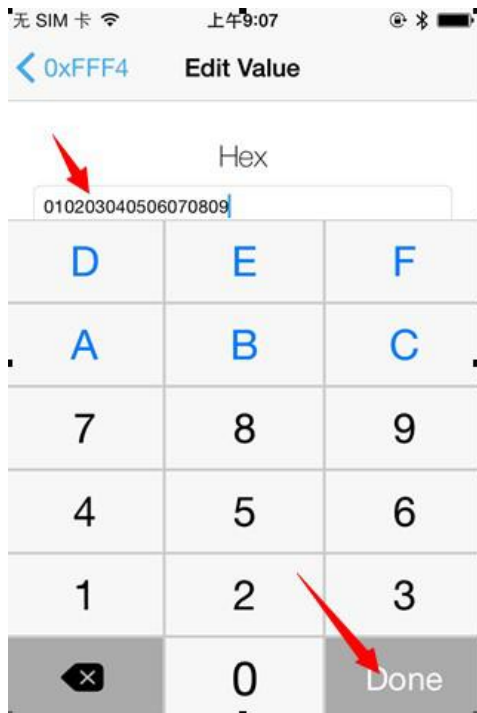 无 SIM 卡 上午9:07
0xFFF4 Edit Value
Hex
010203040506070809
D E F
A B C
7 8 9
4 5 6
1 2 3
0 Done